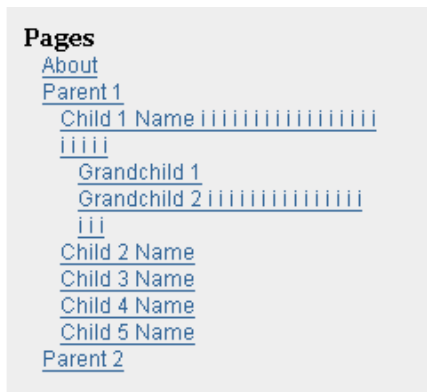 Pages
About
Parent 1
Child 1 Name i i i i i i i i i i i i i i i i i
i i i i i
Grandchild 1
Grandchild 2 i i i i i i i i i i i i i i i
i i i
Child 2 Name
Child 3 Name
Child 4 Name
Child 5 Name
Parent 2